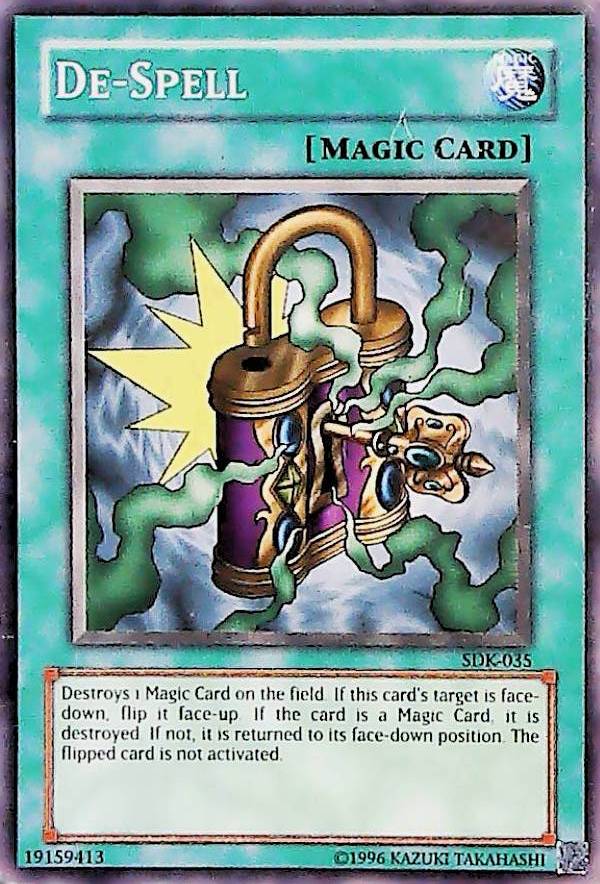 De-Spell
MAGIC
魔
[Magic Card]
SDK-035
Destroys 1 Magic Card on the field. If this card's target is face-
down, flip it face-up. If the card is a Magic Card, it is
destroyed. If not, it is returned to its face-down position. The
flipped card is not activated.
19159413
©1996 KAZUKI TAKAHASHI